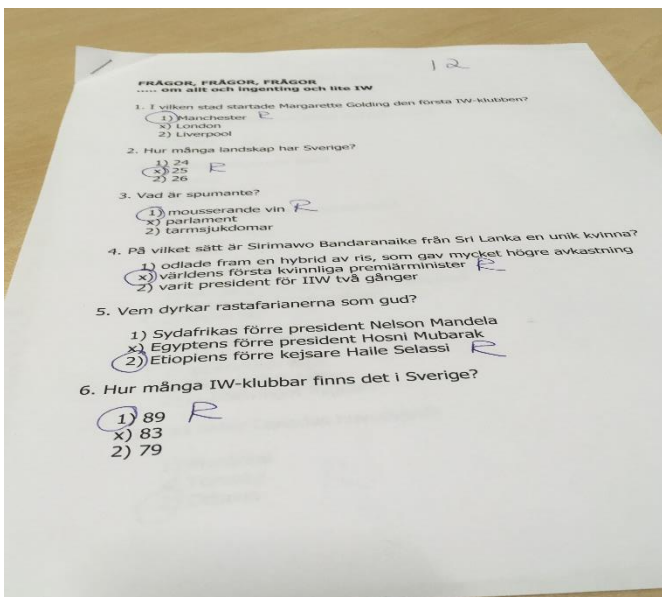 12
FRÅGOR, FRÅGOR, FRÅGOR
..... om allt och ingenting och lite IW
1. I vilken stad startade Margarette Golding den första IW-klubben?
1) Manchester R
x) London
2) Liverpool
2. Hur många landskap har Sverige?
1) 24
x) 25 R
2) 26
3. Vad är spumante?
1) mousserande vin R
x) parlament
2) tarmsjukdomar
4. På vilket sätt är Sirimawo Bandaranaike från Sri Lanka en unik kvinna?
1) odlade fram en hybrid av ris, som gav mycket högre avkastning
x) världens första kvinnliga premiärminister R
2) varit president för IIW två gånger
5. Vem dyrkar rastafarianerna som gud?
1) Sydafrikas förre president Nelson Mandela
x) Egyptens förre president Hosni Mubarak
2) Etiopiens förre kejsare Haile Selassi R
6. Hur många IW-klubbar finns det i Sverige?
1) 89 R
x) 83
2) 79